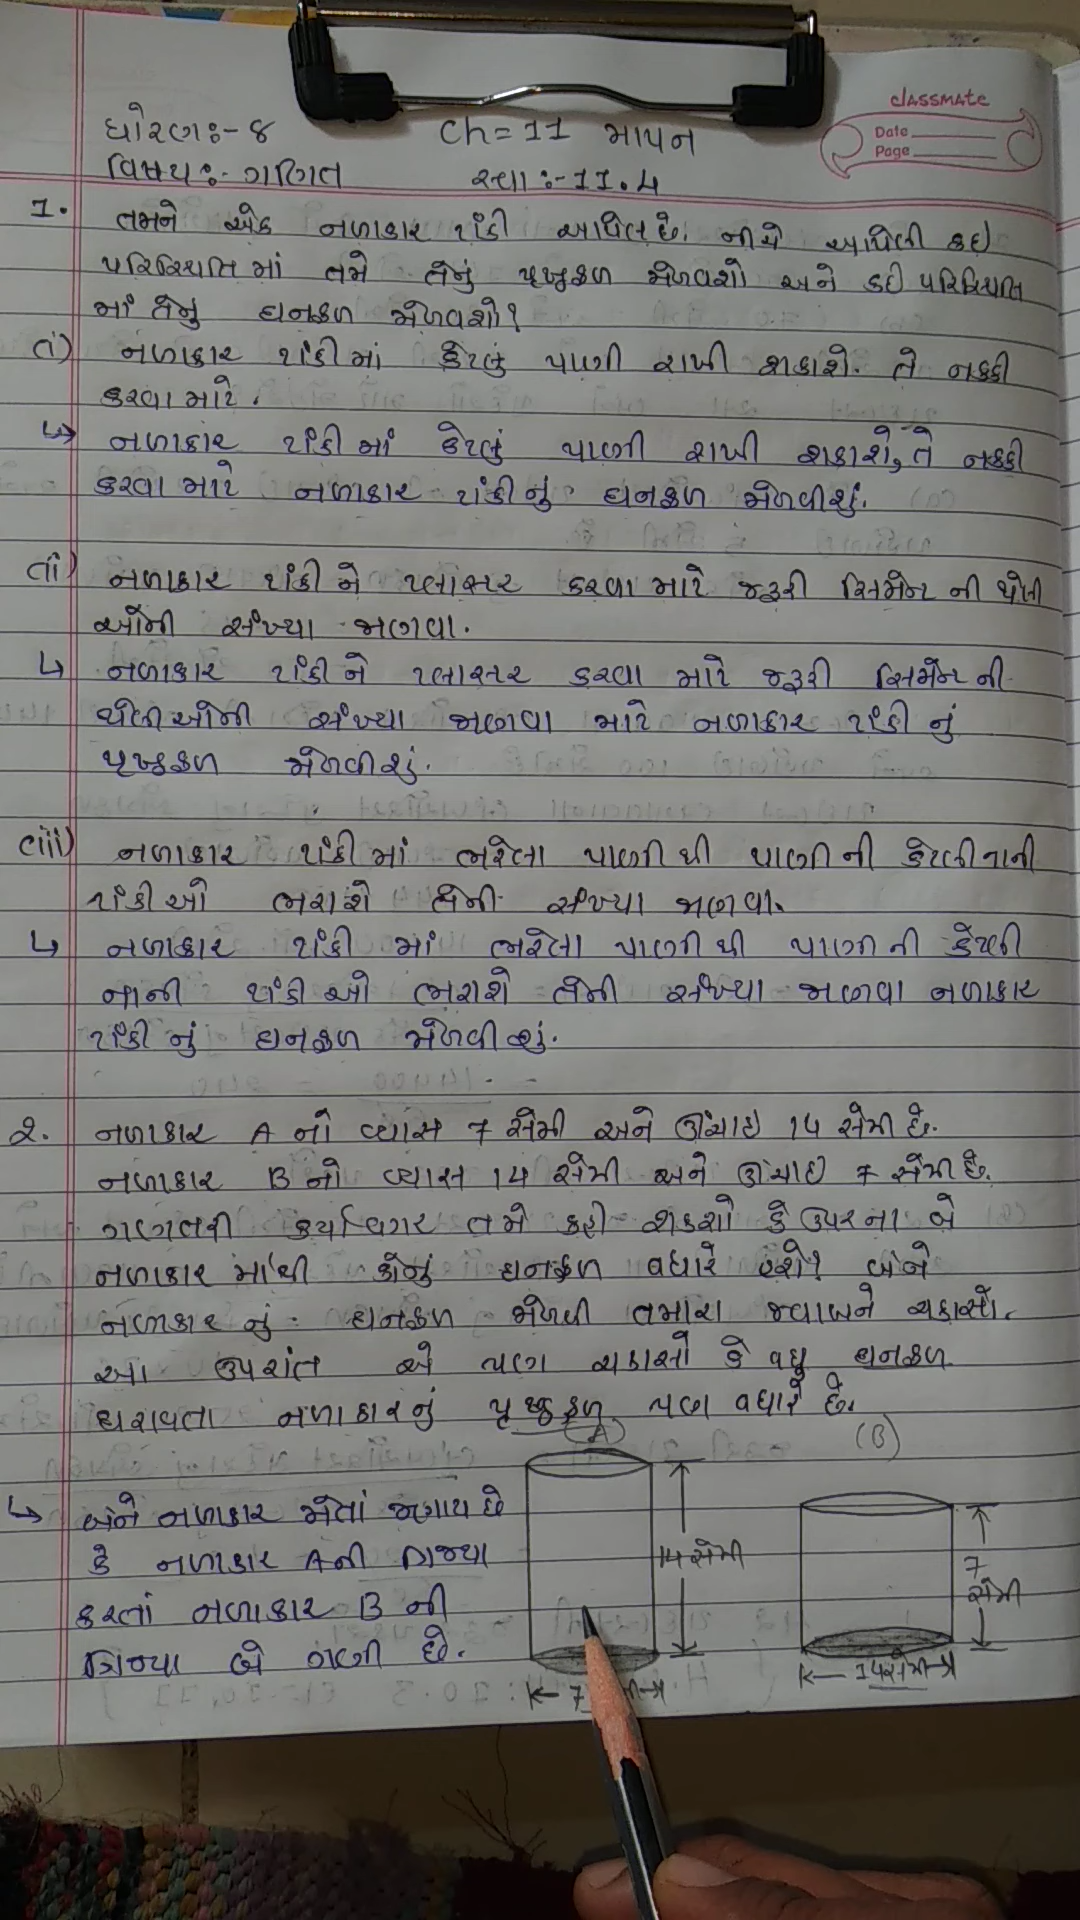 classmate
Date
Page
ધોરણઃ- ૪ Ch = 11 માપન
વિષયઃ- ગણિત સ્વાઃ- 11.4
1. તમને એક નળાકાર ટાંકી આપેલ છે. નીચે આપેલી કઇ
પરિસ્થિતિ માં તમે તેનું પૃષ્ઠફળ મેળવશો અને કઇ પરિસ્થિતિ
માં તેનું ઘનફળ મેળવશો?
(i) નળાકાર ટાંકી માં કેટલું પાણી રાખી શકાશે. તે નક્કી
કરવા માટે.
↳ નળાકાર ટાંકી માં કેટલું પાણી રાખી શકાશે, તે નક્કી
કરવા માટે નળાકાર ટાંકીનું ઘનફળ મેળવીશું.
(ii) નળાકાર ટાંકી ને પ્લાસ્ટર કરવા માટે જરૂરી સિમેન્ટ ની થેલી
ઓની સંખ્યા જાણવા.
↳ નળાકાર ટાંકીને પ્લાસ્ટર કરવા માટે જરૂરી સિમેન્ટ ની
થેલીઓની સંખ્યા જાણવા માટે નળાકાર ટાંકી નું
પૃષ્ઠફળ મેળવીશું.
(iii) નળાકાર ટાંકી માં ભરેલા પાણી થી પાણી ની કેટલી નાની
ટાંકી ઓ ભરાશે તેની સંખ્યા જાણવા.
↳ નળાકાર ટાંકી માં ભરેલા પાણી થી પાણી ની કેટલી
નાની ટાંકી ઓ ભરાશે તેની સંખ્યા જાણવા નળાકાર
ટાંકી નું ઘનફળ મેળવીશું.
2. નળાકાર A નો વ્યાસ 7 સેમી અને ઊંચાઇ 14 સેમી છે.
નળાકાર B નો વ્યાસ 14 સેમી અને ઊંચાઇ 7 સેમી છે.
ગણતરી કર્યા વગર તમે કહી શકશો કે ઉપરના બે
નળાકાર માંથી કોનું ઘનફળ વધારે હશે? બંને
નળાકાર નું ઘનફળ મેળવી તમારા જવાબને ચકાસો.
આ ઉપરાંત એ પણ ચકાસો કે વધુ ઘનફળ
ધરાવતા નળાકારનું પૃષ્ઠફળ પણ વધારે છે.
(A) (B)
↳ બંને નળાકાર જોતાં જણાય છે
કે નળાકાર A ની ત્રિજ્યા
કરતાં નળાકાર B ની
ત્રિજ્યા બે ગણી છે.
14 સેમી
7
સેમી
7
14 સેમી